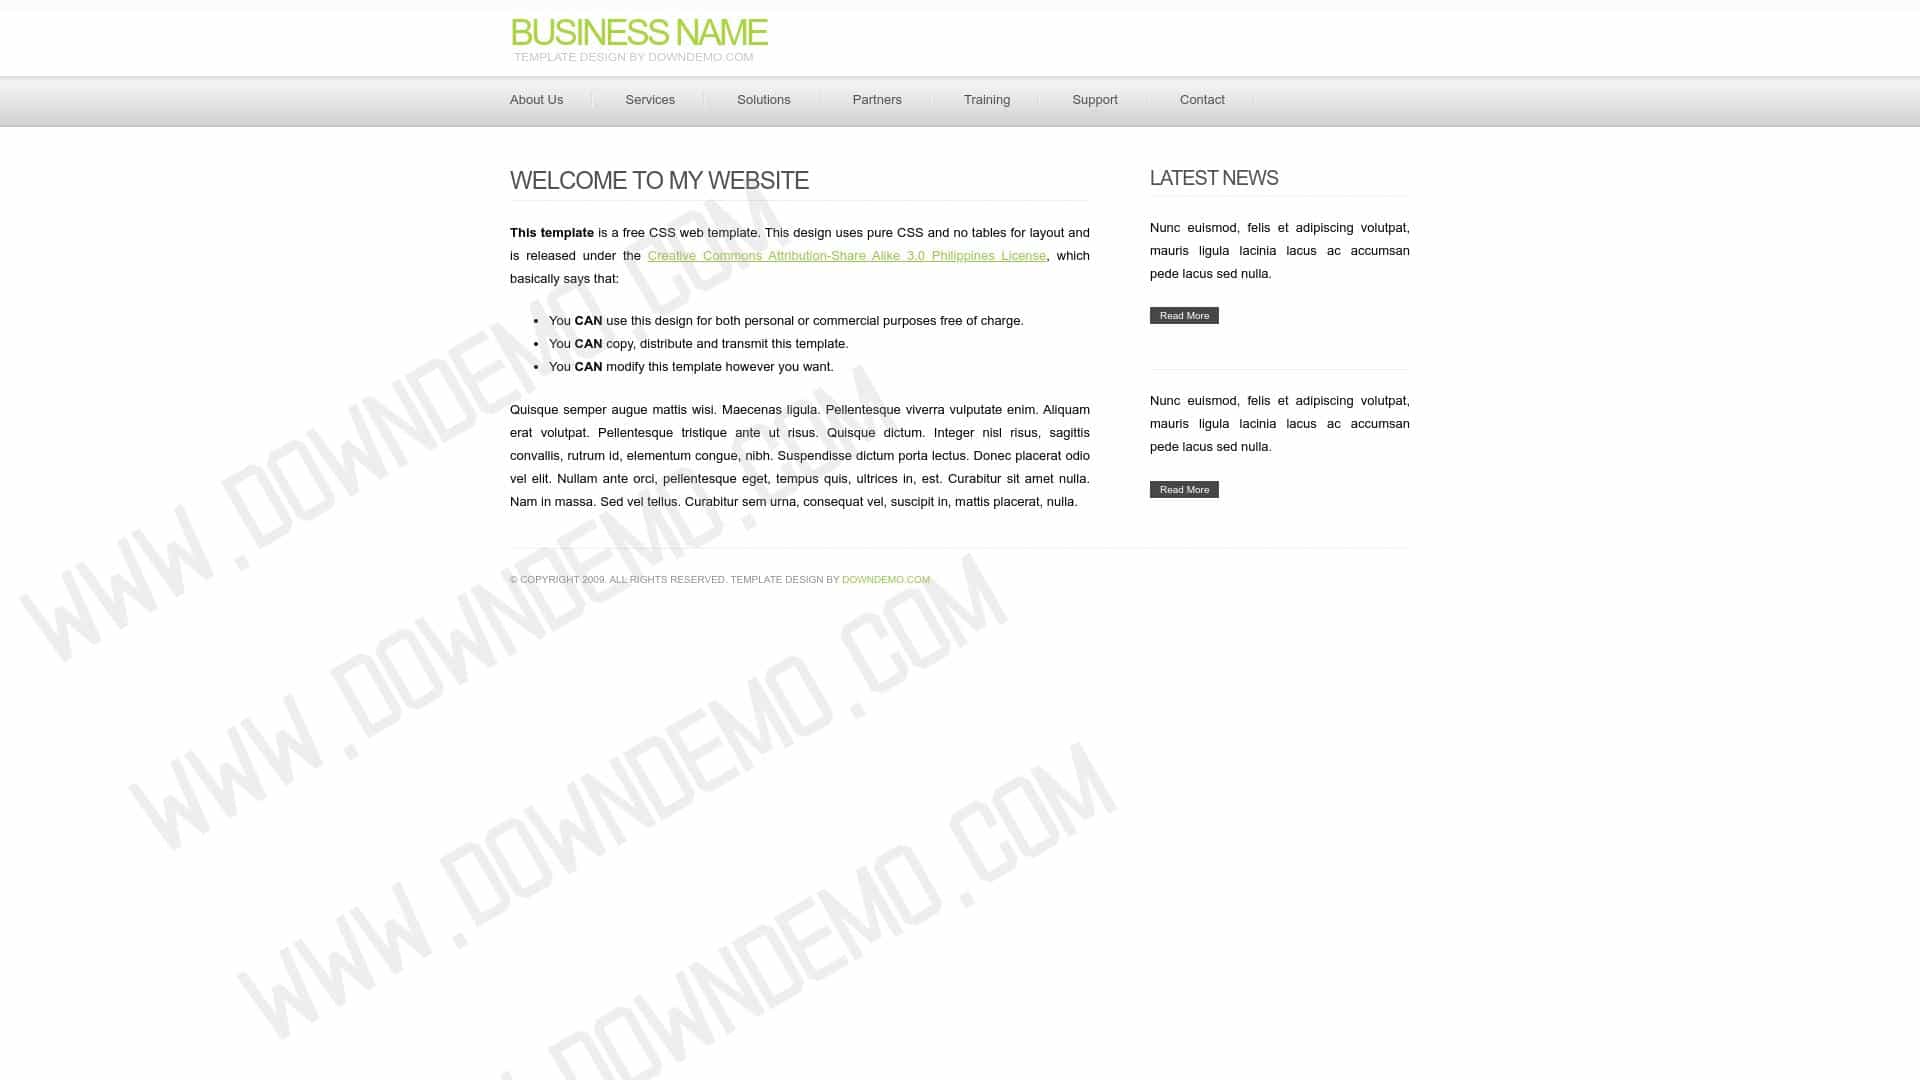 BUSINESS NAME
TEMPLATE DESIGN BY DOWNDEMO.COM
About Us Services Solutions Partners Training Support Contact
WELCOME TO MY WEBSITE
This template is a free CSS web template. This design uses pure CSS and no tables for layout and
is released under the Creative Commons Attribution-Share Alike 3.0 Philippines License, which
basically says that:
• You CAN use this design for both personal or commercial purposes free of charge.
• You CAN copy, distribute and transmit this template.
• You CAN modify this template however you want.
Quisque semper augue mattis wisi. Maecenas ligula. Pellentesque viverra vulputate enim. Aliquam
erat volutpat. Pellentesque tristique ante ut risus. Quisque dictum. Integer nisl risus, sagittis
convallis, rutrum id, elementum congue, nibh. Suspendisse dictum porta lectus. Donec placerat odio
vel elit. Nullam ante orci, pellentesque eget, tempus quis, ultrices in, est. Curabitur sit amet nulla.
Nam in massa. Sed vel tellus. Curabitur sem urna, consequat vel, suscipit in, mattis placerat, nulla.
LATEST NEWS
Nunc euismod, felis et adipiscing volutpat,
mauris ligula lacinia lacus ac accumsan
pede lacus sed nulla.
Read More
Nunc euismod, felis et adipiscing volutpat,
mauris ligula lacinia lacus ac accumsan
pede lacus sed nulla.
Read More
© COPYRIGHT 2009. ALL RIGHTS RESERVED. TEMPLATE DESIGN BY DOWNDEMO.COM
WWW.DOWNDEMO.COM
WWW.DOWNDEMO.COM
WWW.DOWNDEMO.COM
DOWNDEMO.COM